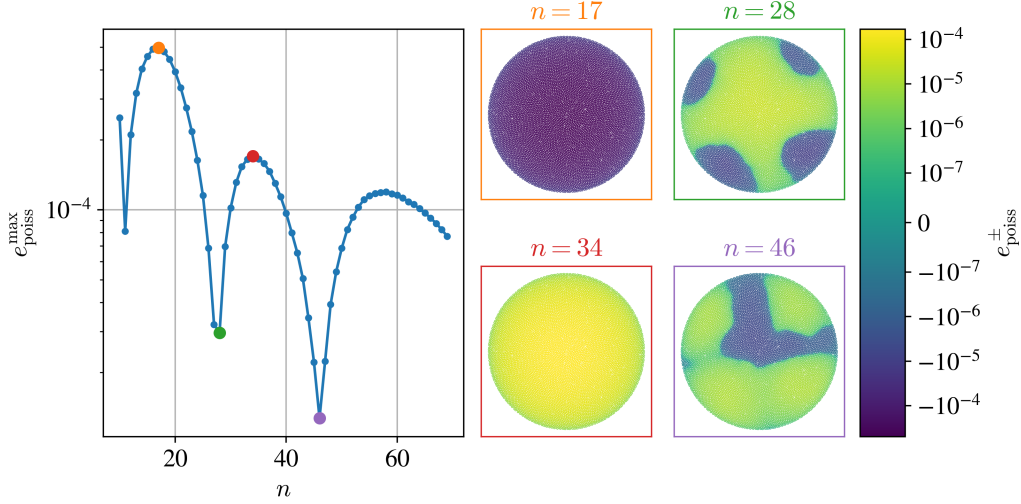 n = 17
n = 28
n = 34
n = 46
10⁻⁴
20
40
60
n
e_poiss^max
10⁻⁴
10⁻⁵
10⁻⁶
10⁻⁷
0
−10⁻⁷
−10⁻⁶
−10⁻⁵
−10⁻⁴
e_poiss^±